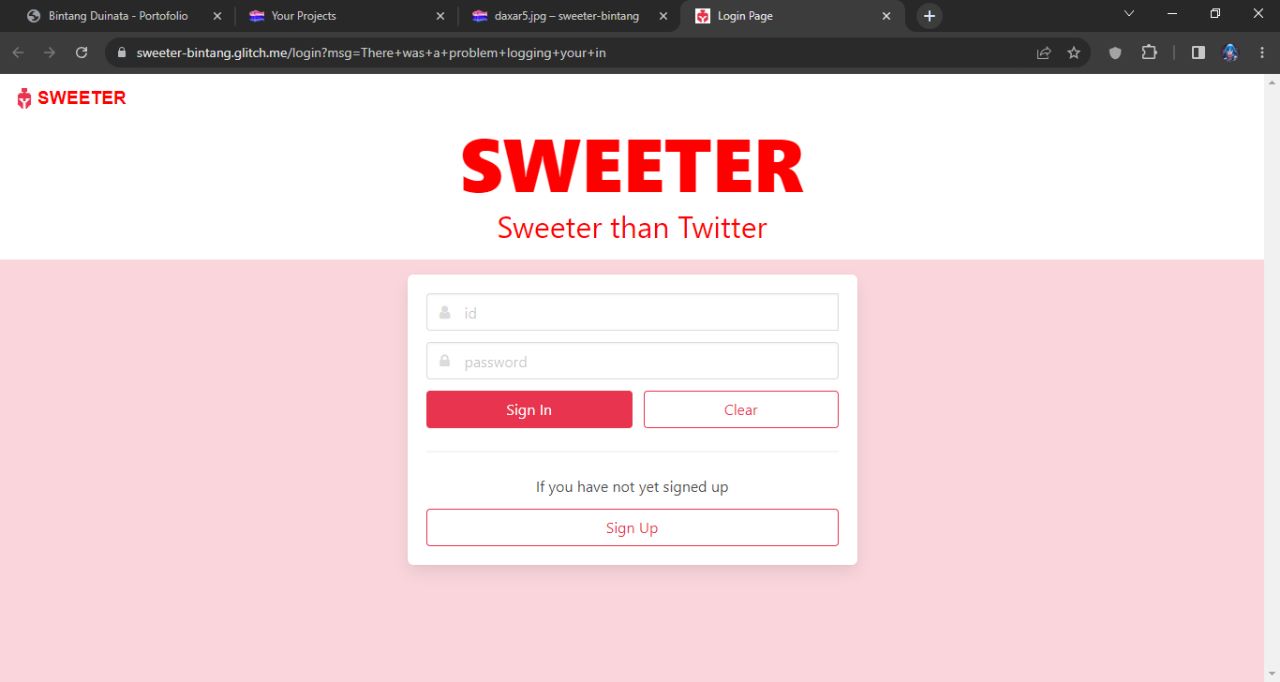 Bintang Duinata - Portofolio
Your Projects
daxar5.jpg – sweeter-bintang
Login Page
sweeter-bintang.glitch.me/login?msg=There+was+a+problem+logging+your+in
SWEETER
SWEETER
Sweeter than Twitter
id
password
Sign In
Clear
If you have not yet signed up
Sign Up